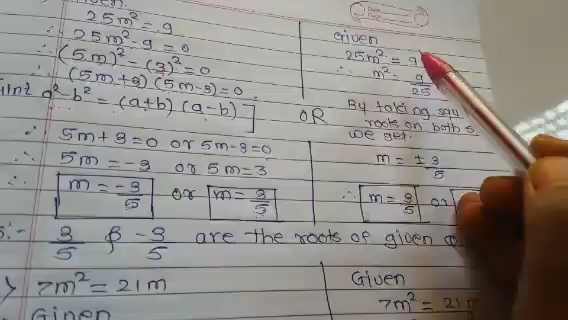 25m² = 9
∴ 25m² - 9 = 0
∴ (5m)² - (3)² = 0
∴ (5m + 3) (5m - 3) = 0
a² b² = (a+b) (a-b)]
∴ 5m + 3 = 0 or 5m - 3 = 0
∴ 5m = -3 or 5m = 3
∴ m = -3/5 or m = 3/5
OR
Given
25m² = 9
∴ m² = 9/25
By taking
roots on both
we get.
m = ± 3/5
∴ m = 3/5 or
3/5 & -3/5 are the roots of given
7m² = 21m
Given
Given
7m² = 21